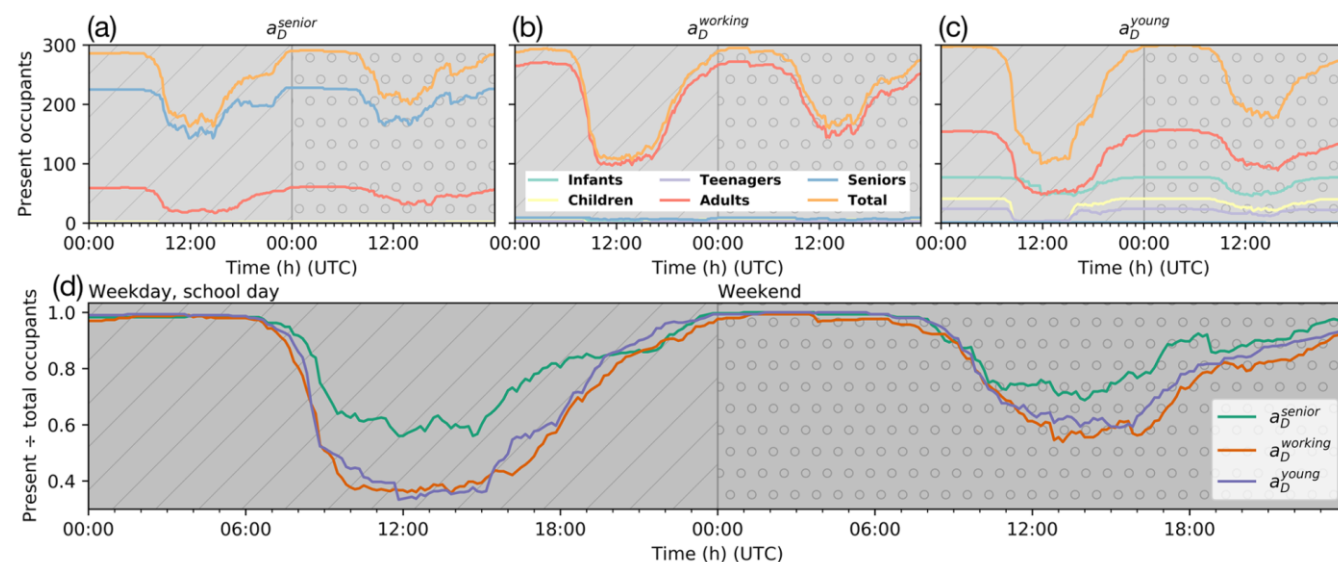 (a) a_D^senior
(b) a_D^working
(c) a_D^young
Present occupants
300
200
100
0
00:00 12:00 00:00 12:00
Time (h) (UTC)
Infants Teenagers Seniors
Children Adults Total
00:00 12:00 00:00 12:00
Time (h) (UTC)
00:00 12:00 00:00 12:00
Time (h) (UTC)
(d) Weekday, school day Weekend
Present ÷ total occupants
1.0
0.8
0.6
0.4
a_D^senior
a_D^working
a_D^young
00:00 06:00 12:00 18:00 00:00 06:00 12:00 18:00
Time (h) (UTC)